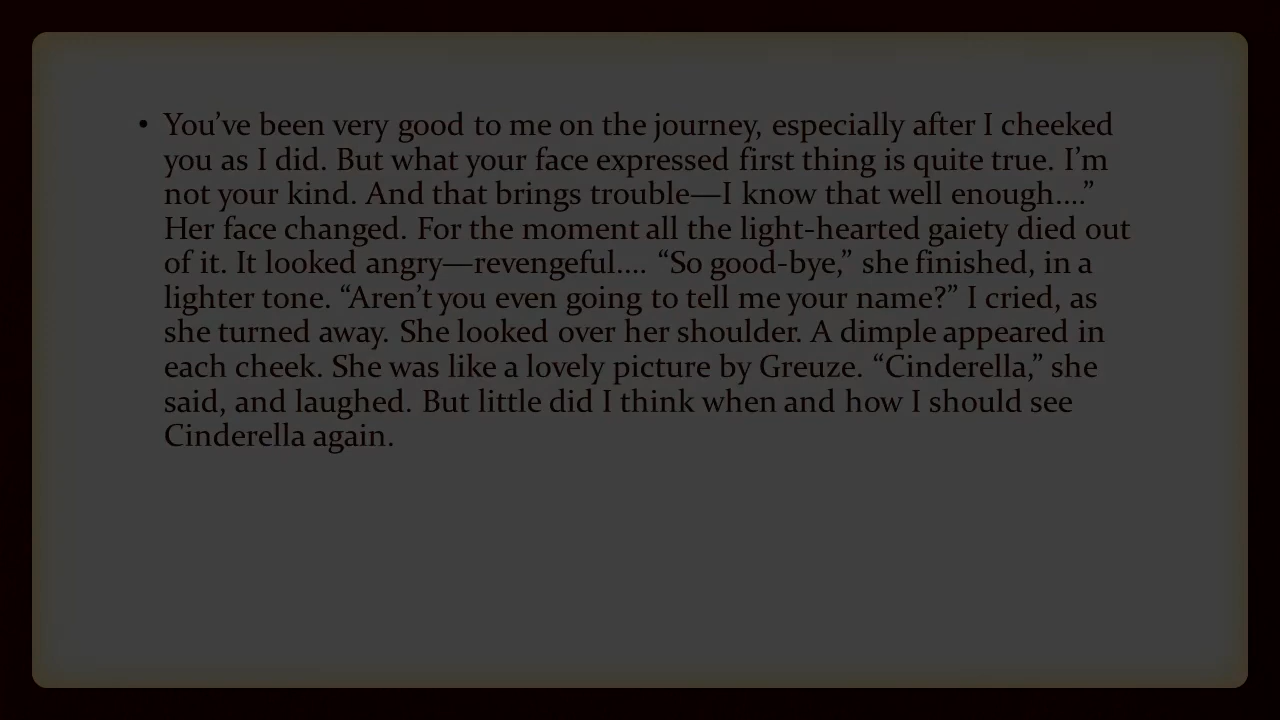 • You’ve been very good to me on the journey, especially after I cheeked
you as I did. But what your face expressed first thing is quite true. I’m
not your kind. And that brings trouble—I know that well enough....”
Her face changed. For the moment all the light-hearted gaiety died out
of it. It looked angry—revengeful.... “So good-bye,” she finished, in a
lighter tone. “Aren’t you even going to tell me your name?” I cried, as
she turned away. She looked over her shoulder. A dimple appeared in
each cheek. She was like a lovely picture by Greuze. “Cinderella,” she
said, and laughed. But little did I think when and how I should see
Cinderella again.